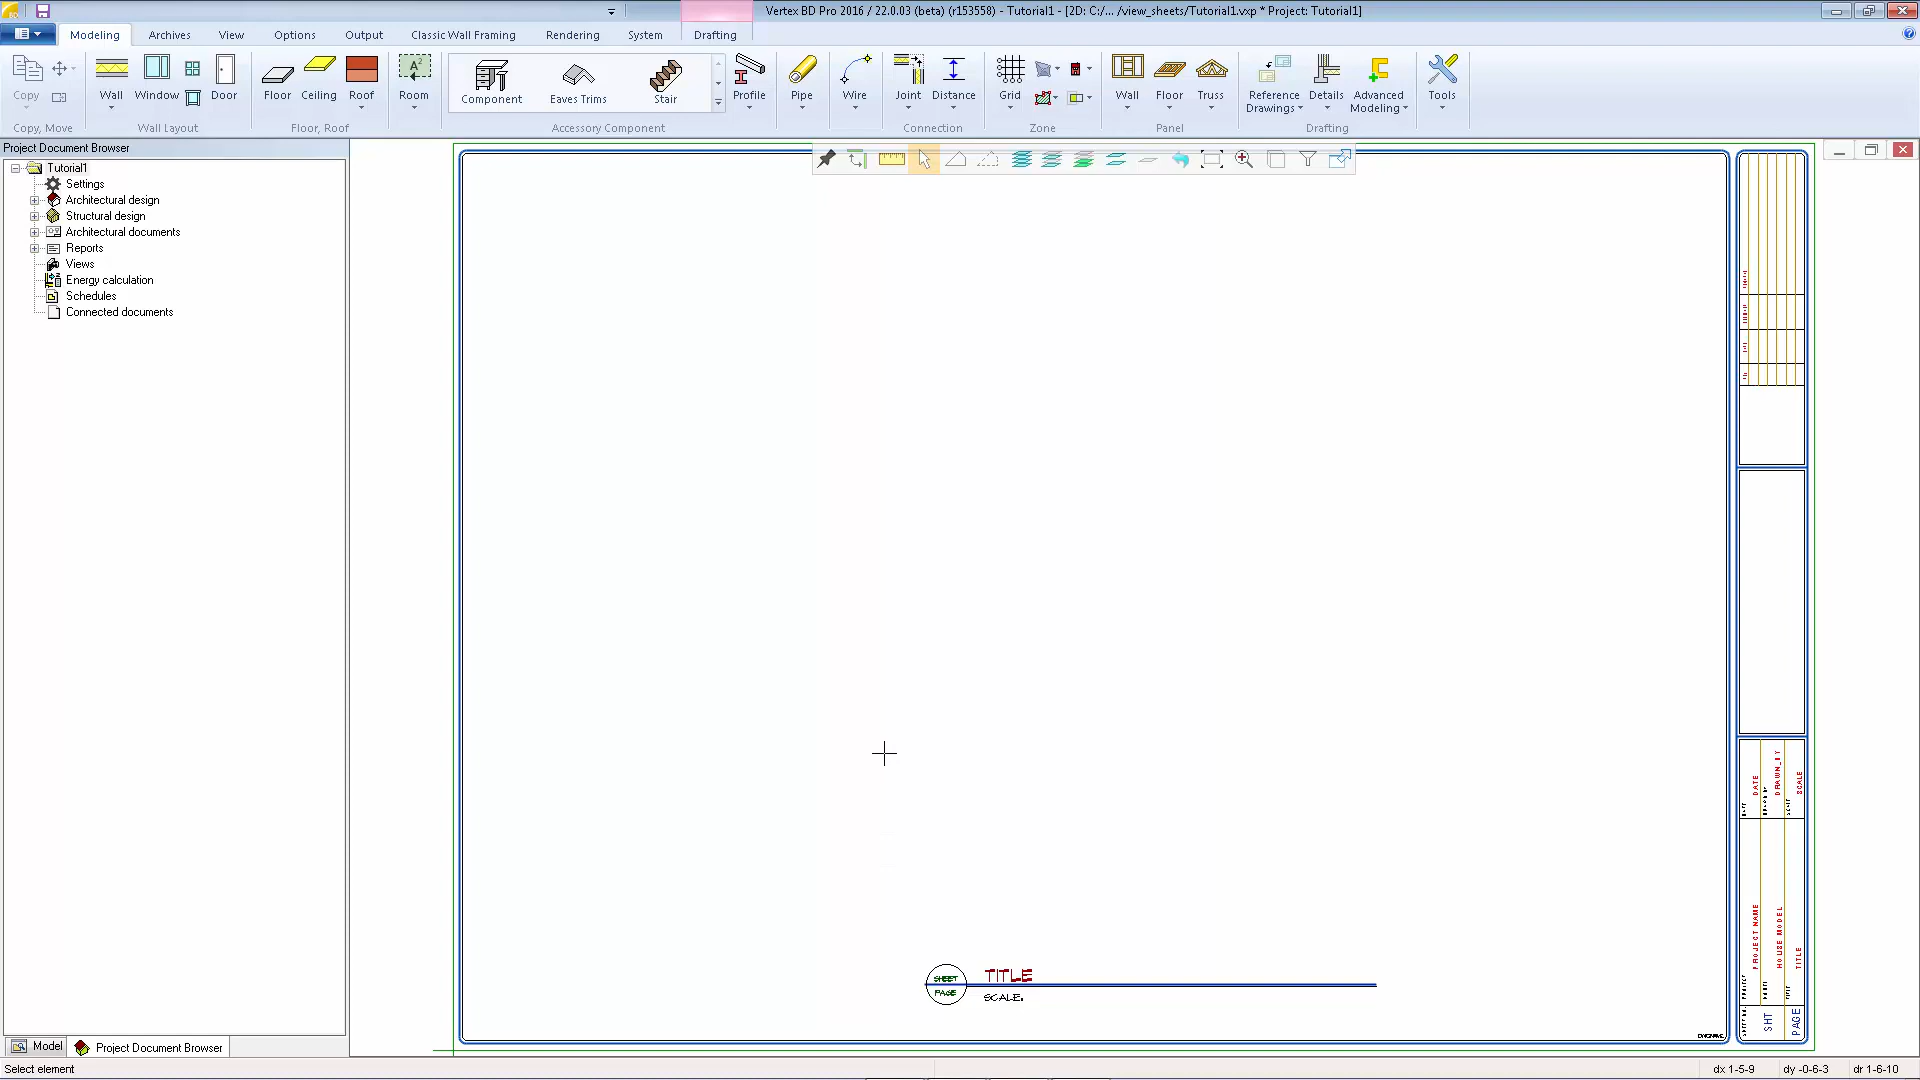 Vertex BD Pro 2016 / 22.0.03 (beta) (r153558) - Tutorial1 - [2D: C:/... /view_sheets/Tutorial1.vxp * Project: Tutorial1]
Modeling Archives View Options Output Classic Wall Framing Rendering System Drafting
Copy Wall Window Door Floor Ceiling Roof Room Component Eaves Trims Stair Profile Pipe Wire Joint Distance Grid Wall Floor Truss Reference Drawings Details Advanced Modeling Tools
Copy, Move Wall Layout Floor, Roof Accessory Component Connection Zone Panel Drafting
Project Document Browser
Tutorial1
Settings
Architectural design
Structural design
Architectural documents
Reports
Views
Energy calculation
Schedules
Connected documents
DATE
DRAWN_BY
SCALE
PROJECT NAME
HOUSE MODEL
TITLE
SHT
PAGE
SHEET
PAGE
TITLE
SCALE:
Model Project Document Browser
Select element dx 1-5-9 dy -0-6-3 dr 1-6-10